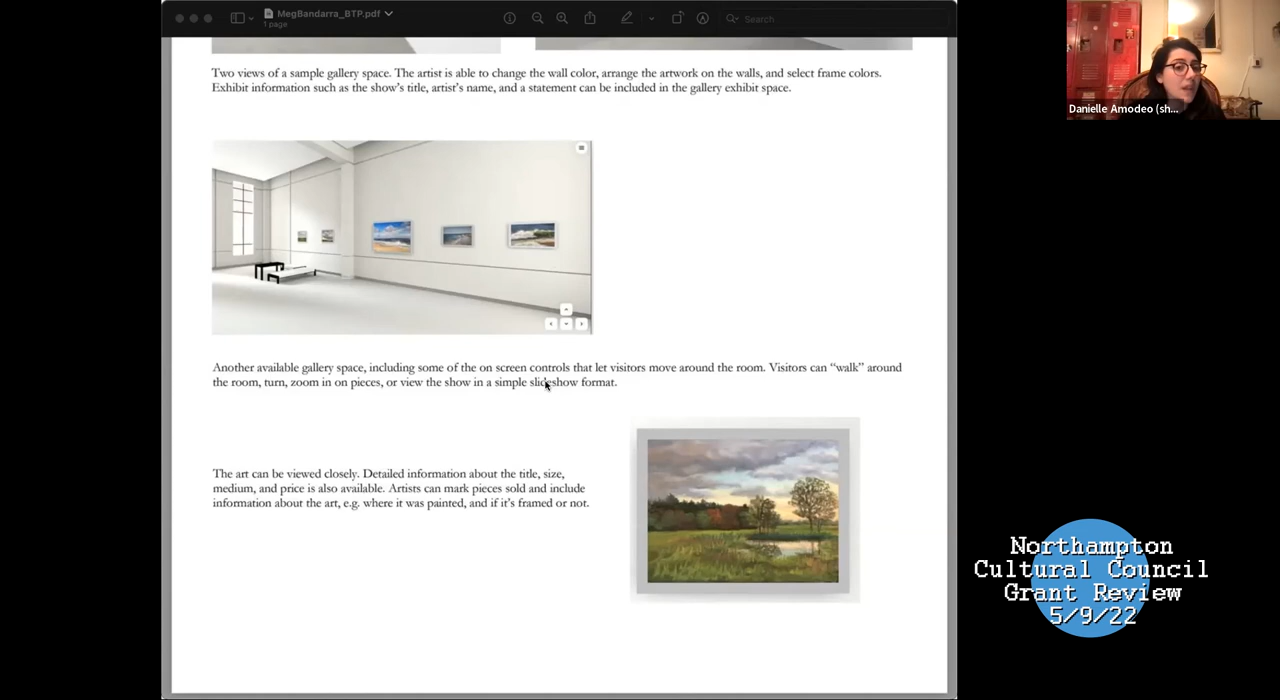 MegBandarra_BTP.pdf
1 page
Search
Two views of a sample gallery space. The artist is able to change the wall color, arrange the artwork on the walls, and select frame colors.
Exhibit information such as the show's title, artist's name, and a statement can be included in the gallery exhibit space.
Another available gallery space, including some of the on screen controls that let visitors move around the room. Visitors can “walk” around
the room, turn, zoom in on pieces, or view the show in a simple slideshow format.
The art can be viewed closely. Detailed information about the title, size,
medium, and price is also available. Artists can mark pieces sold and include
information about the art, e.g. where it was painted, and if it's framed or not.
Danielle Amodeo (sh...
Northampton
Cultural Council
Grant Review
5/9/22